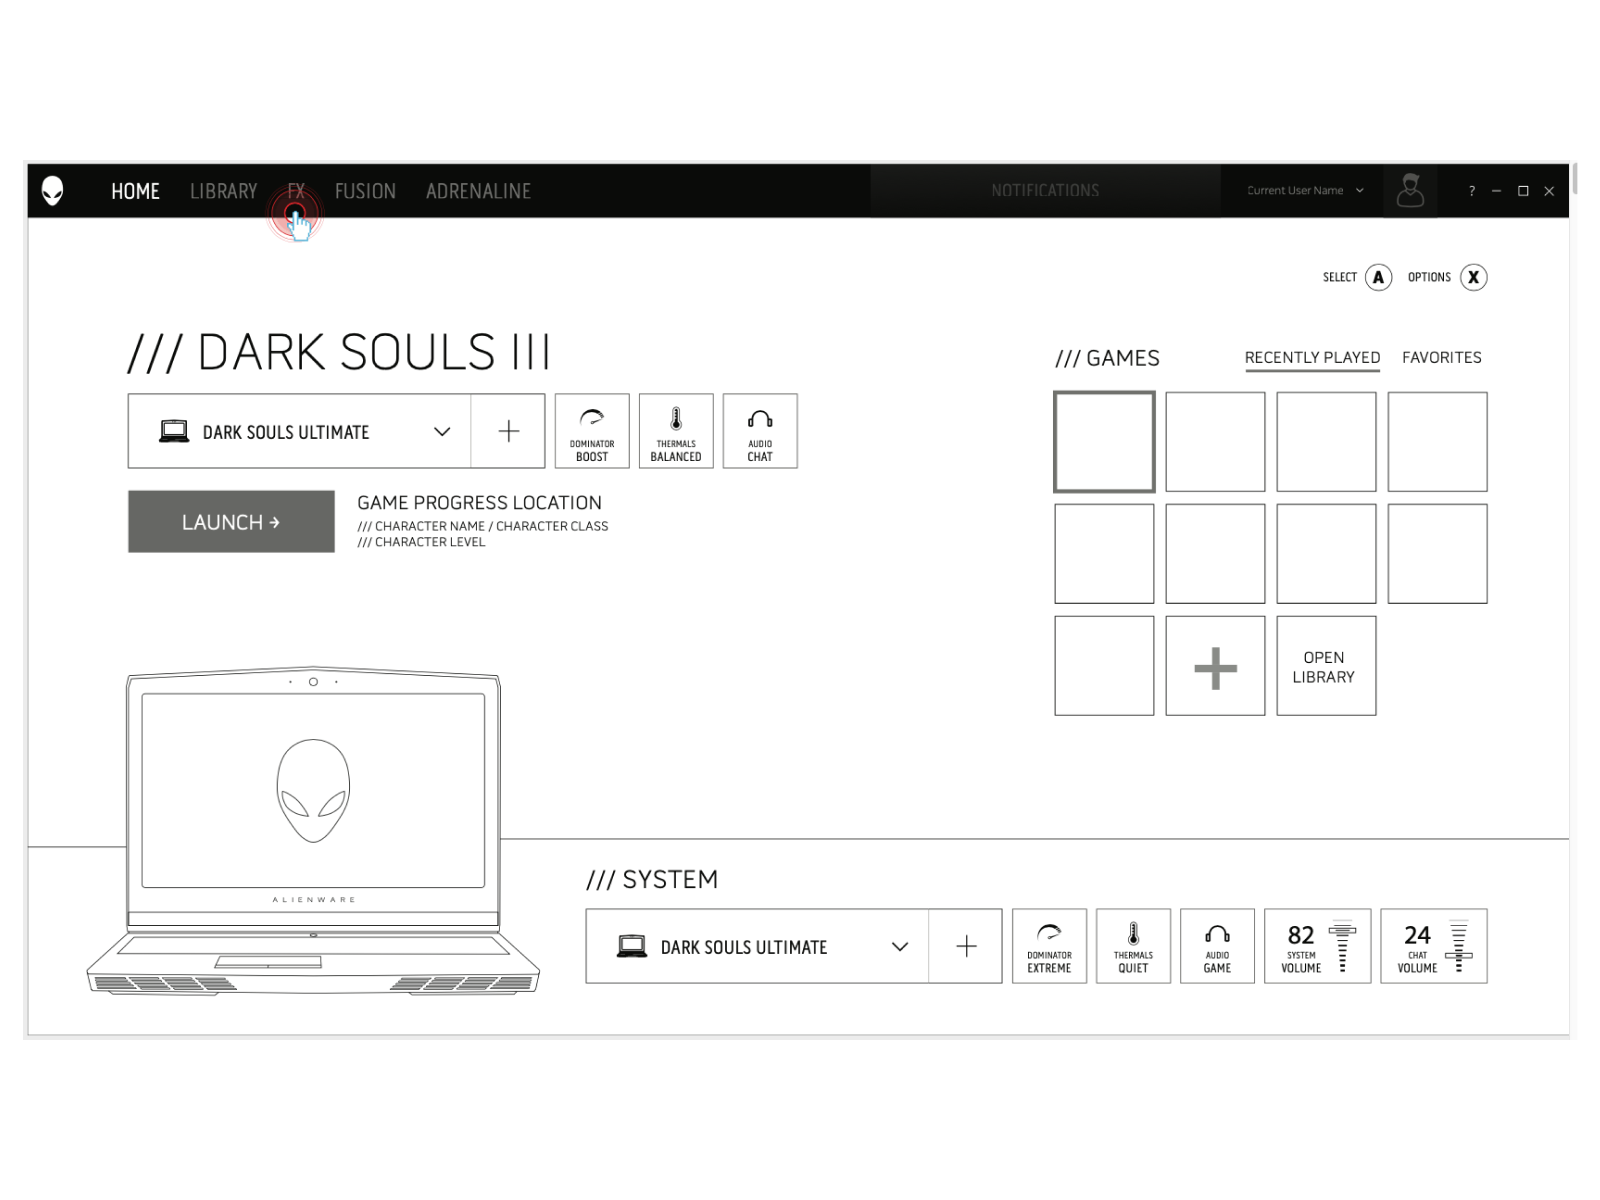 HOME LIBRARY FX FUSION ADRENALINE NOTIFICATIONS Current User Name ?
SELECT A OPTIONS X
/// DARK SOULS III
/// GAMES RECENTLY PLAYED FAVORITES
DARK SOULS ULTIMATE
DOMINATOR
BOOST
THERMALS
BALANCED
AUDIO
CHAT
LAUNCH →
GAME PROGRESS LOCATION
/// CHARACTER NAME / CHARACTER CLASS
/// CHARACTER LEVEL
OPEN
LIBRARY
ALIENWARE
/// SYSTEM
DARK SOULS ULTIMATE
DOMINATOR
EXTREME
THERMALS
QUIET
AUDIO
GAME
82
SYSTEM
VOLUME
24
CHAT
VOLUME